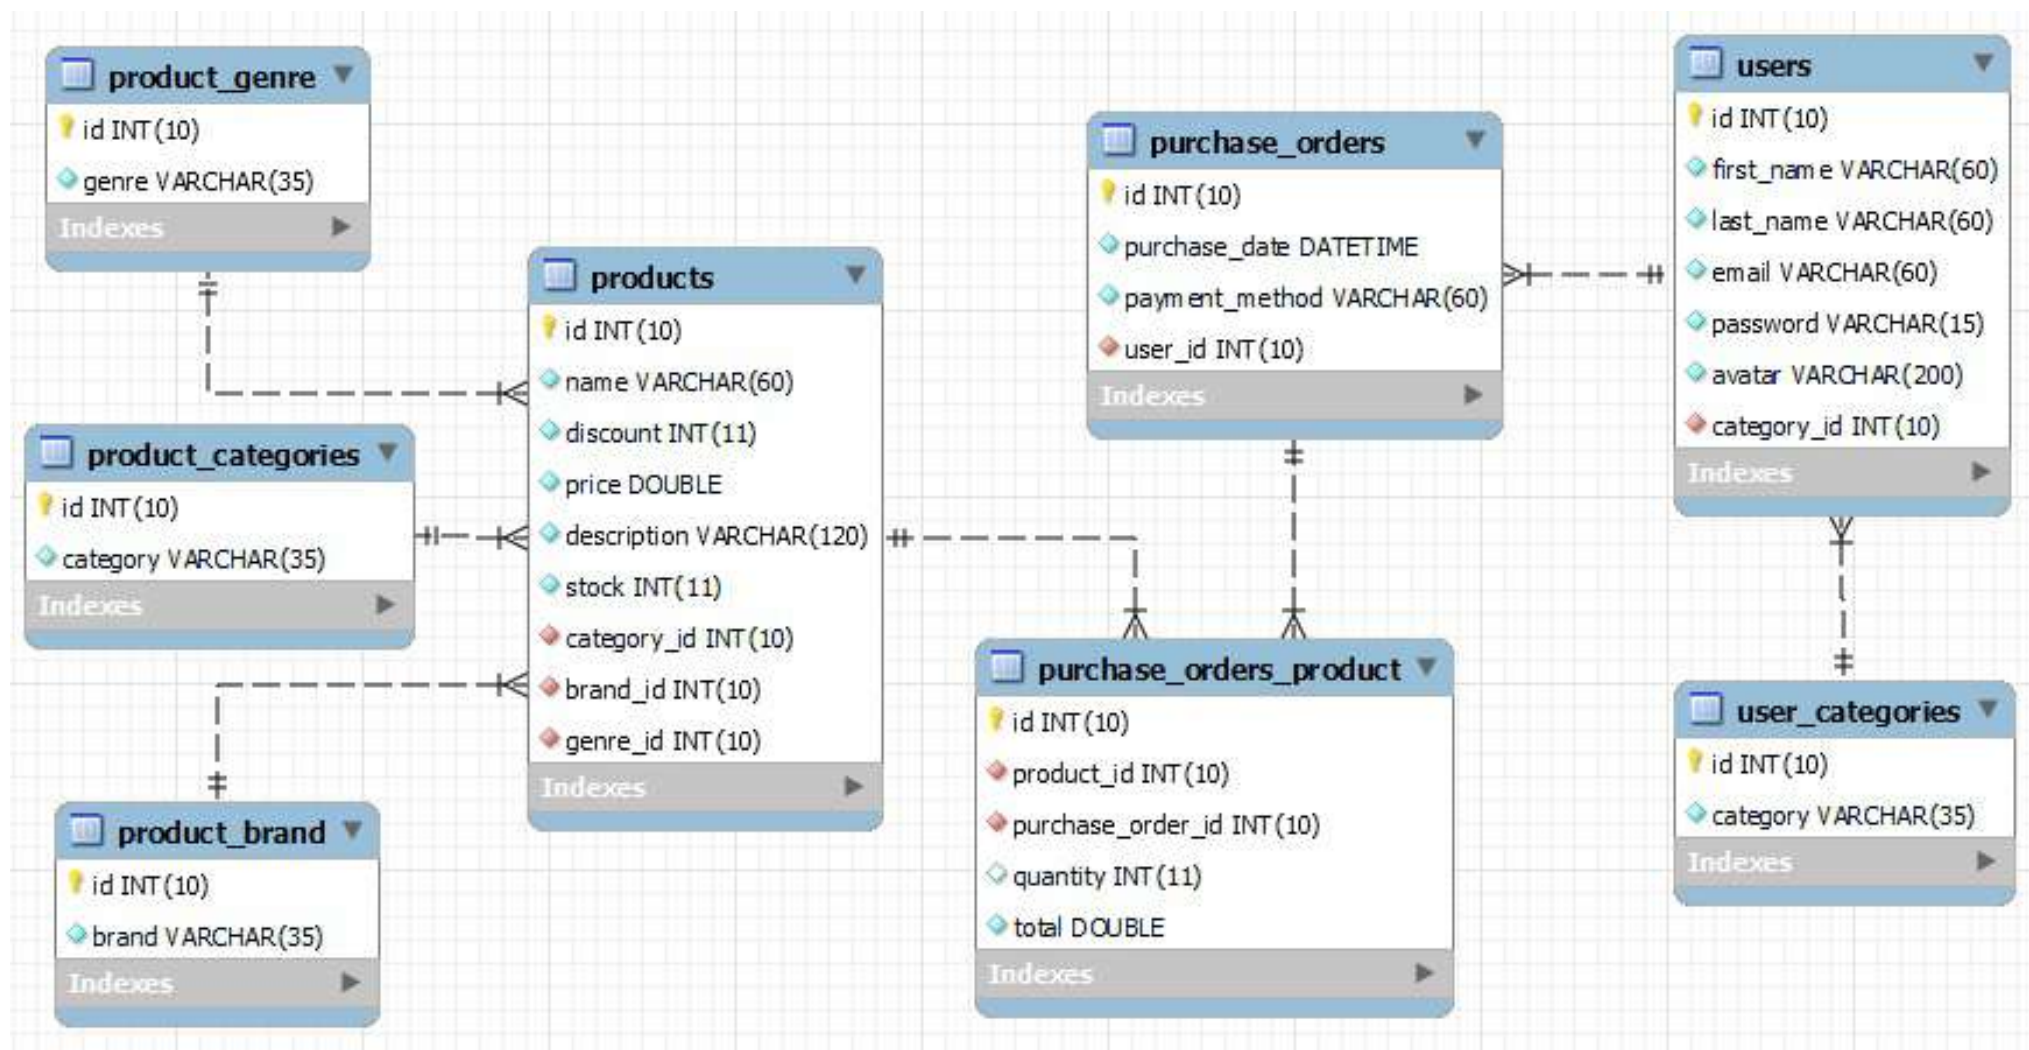 product_genre
id INT(10)
genre VARCHAR(35)
Indexes
product_categories
id INT(10)
category VARCHAR(35)
Indexes
product_brand
id INT(10)
brand VARCHAR(35)
Indexes
products
id INT(10)
name VARCHAR(60)
discount INT(11)
price DOUBLE
description VARCHAR(120)
stock INT(11)
category_id INT(10)
brand_id INT(10)
genre_id INT(10)
Indexes
purchase_orders
id INT(10)
purchase_date DATETIME
payment_method VARCHAR(60)
user_id INT(10)
Indexes
purchase_orders_product
id INT(10)
product_id INT(10)
purchase_order_id INT(10)
quantity INT(11)
total DOUBLE
Indexes
users
id INT(10)
first_name VARCHAR(60)
last_name VARCHAR(60)
email VARCHAR(60)
password VARCHAR(15)
avatar VARCHAR(200)
category_id INT(10)
Indexes
user_categories
id INT(10)
category VARCHAR(35)
Indexes